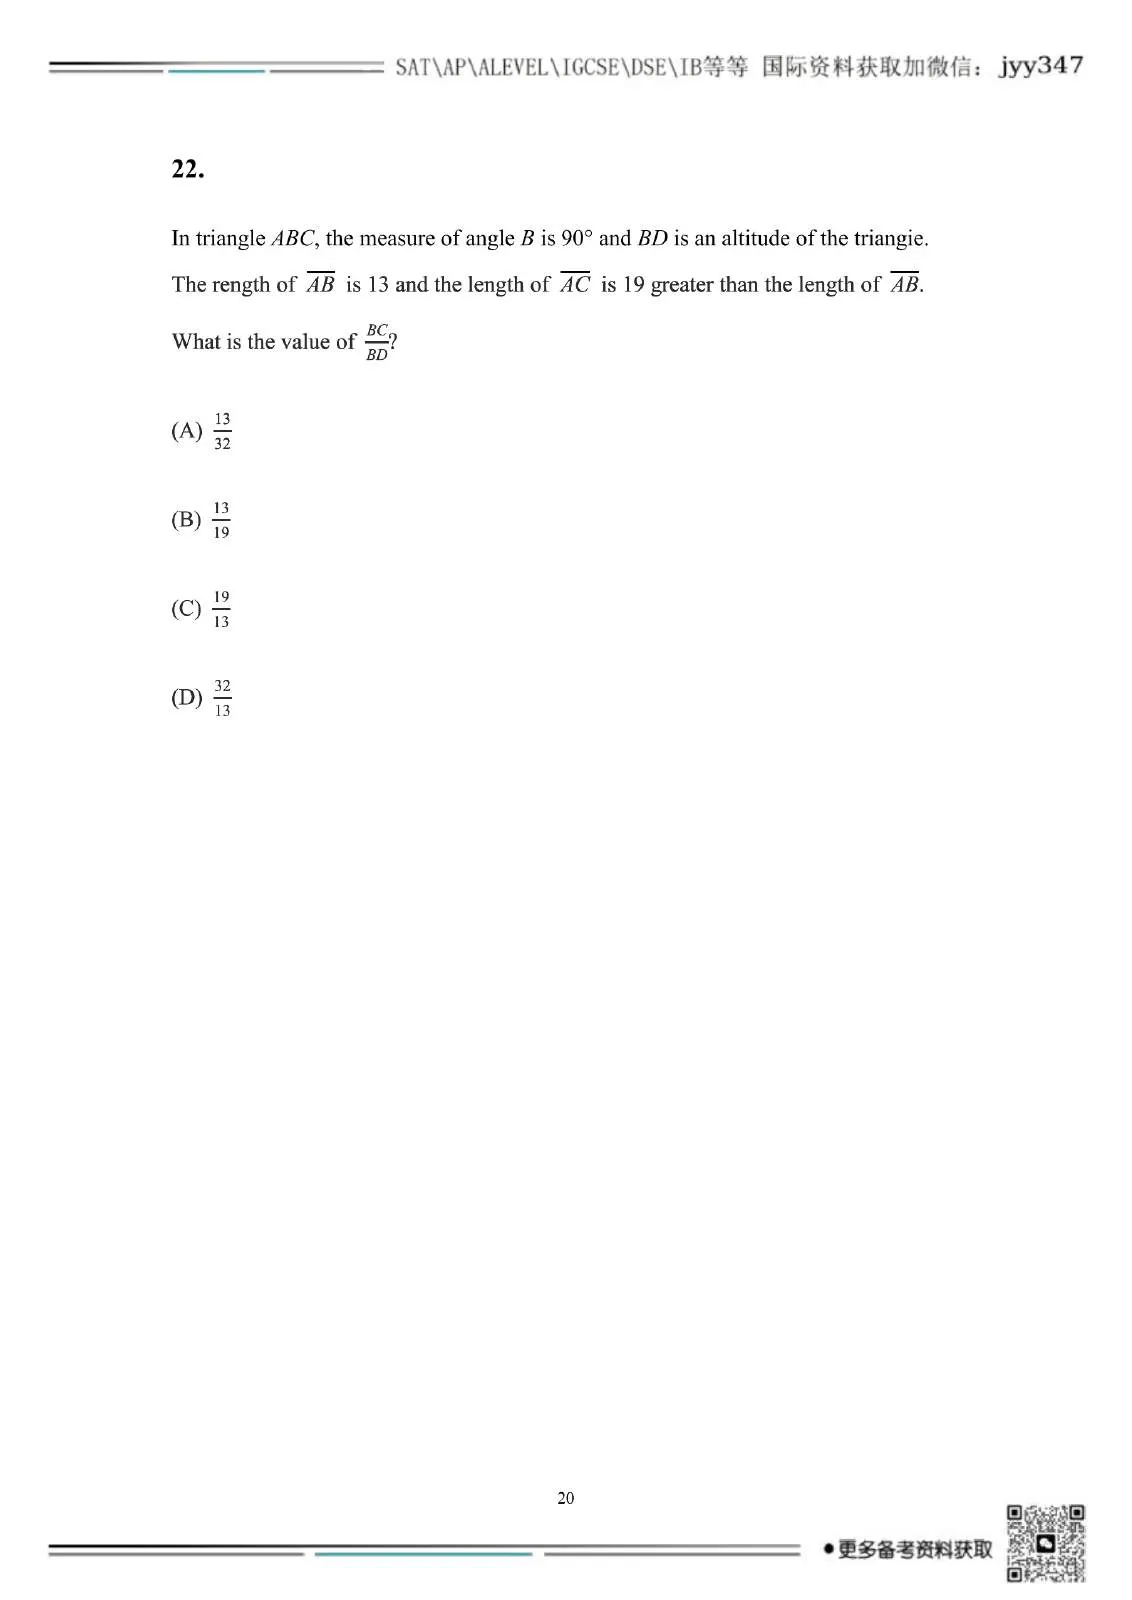 SAT\AP\ALEVEL\IGCSE\DSE\IB等等 国际资料获取加微信：jyy347
22.
In triangle ABC, the measure of angle B is 90° and BD is an altitude of the triangie.
The rength of AB is 13 and the length of AC is 19 greater than the length of AB.
What is the value of BC/BD?
(A) 13/32
(B) 13/19
(C) 19/13
(D) 32/13
20
●更多备考资料获取